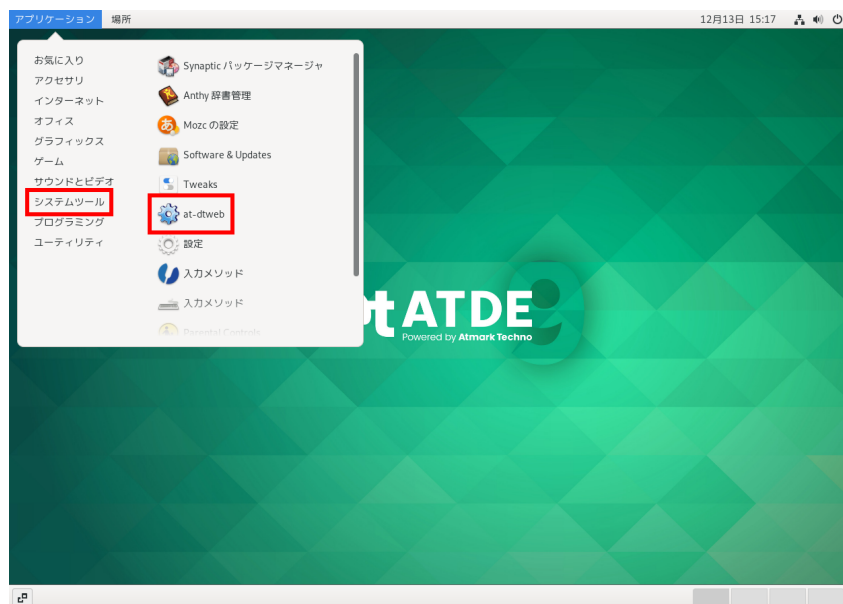 アプリケーション 場所 12月13日 15:17
お気に入り
アクセサリ
インターネット
オフィス
グラフィックス
ゲーム
サウンドとビデオ
システムツール
プログラミング
ユーティリティ
Synaptic パッケージマネージャ
Anthy 辞書管理
Mozc の設定
Software & Updates
Tweaks
at-dtweb
設定
入力メソッド
入力メソッド
Parental Controls
ot ATDE 9
Powered by Atmark Techno